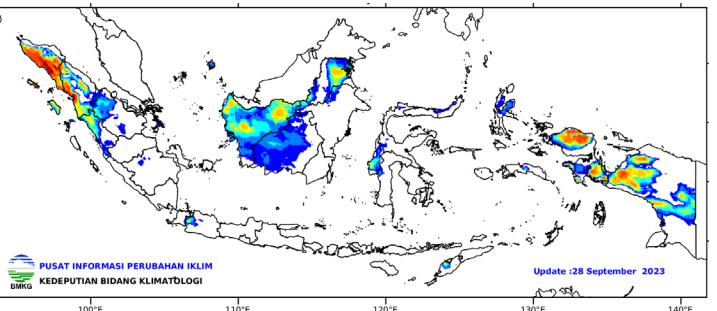 PUSAT INFORMASI PERUBAHAN IKLIM
Update :28 September 2023
BMKG
KEDEPUTIAN BIDANG KLIMATOLOGI
100°E
110°E
120°E
130°E
140°E